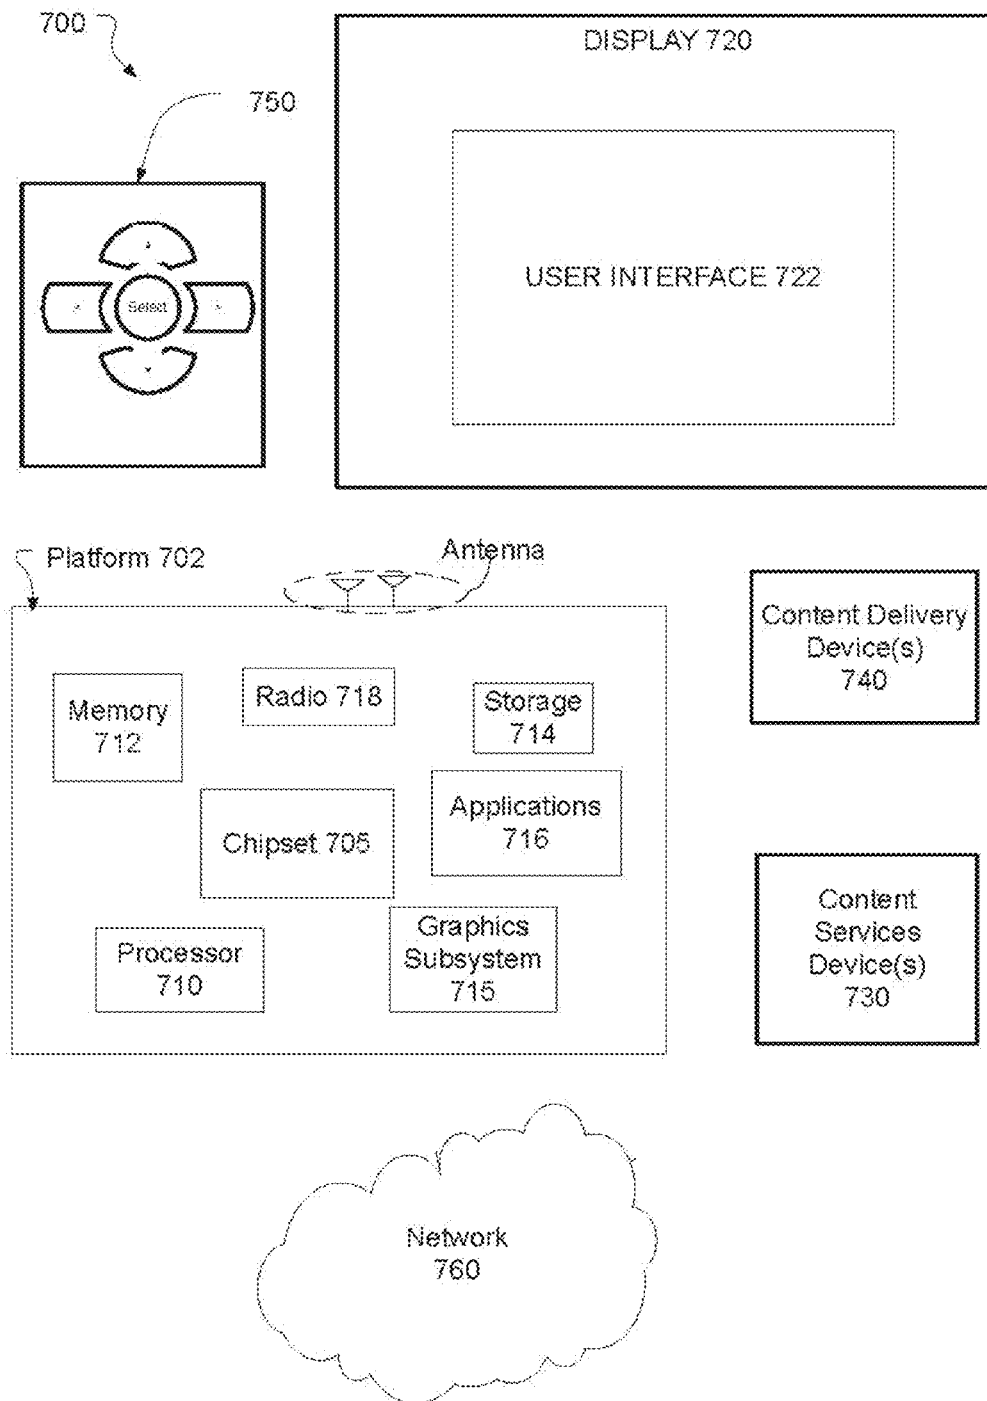 700
DISPLAY 720
750
USER INTERFACE 722
Select
Platform 702
Antenna
Content Delivery
Device(s)
740
Memory
712
Radio 718
Storage
714
Chipset 705
Applications
716
Processor
710
Graphics
Subsystem
715
Content
Services
Device(s)
730
Network
760